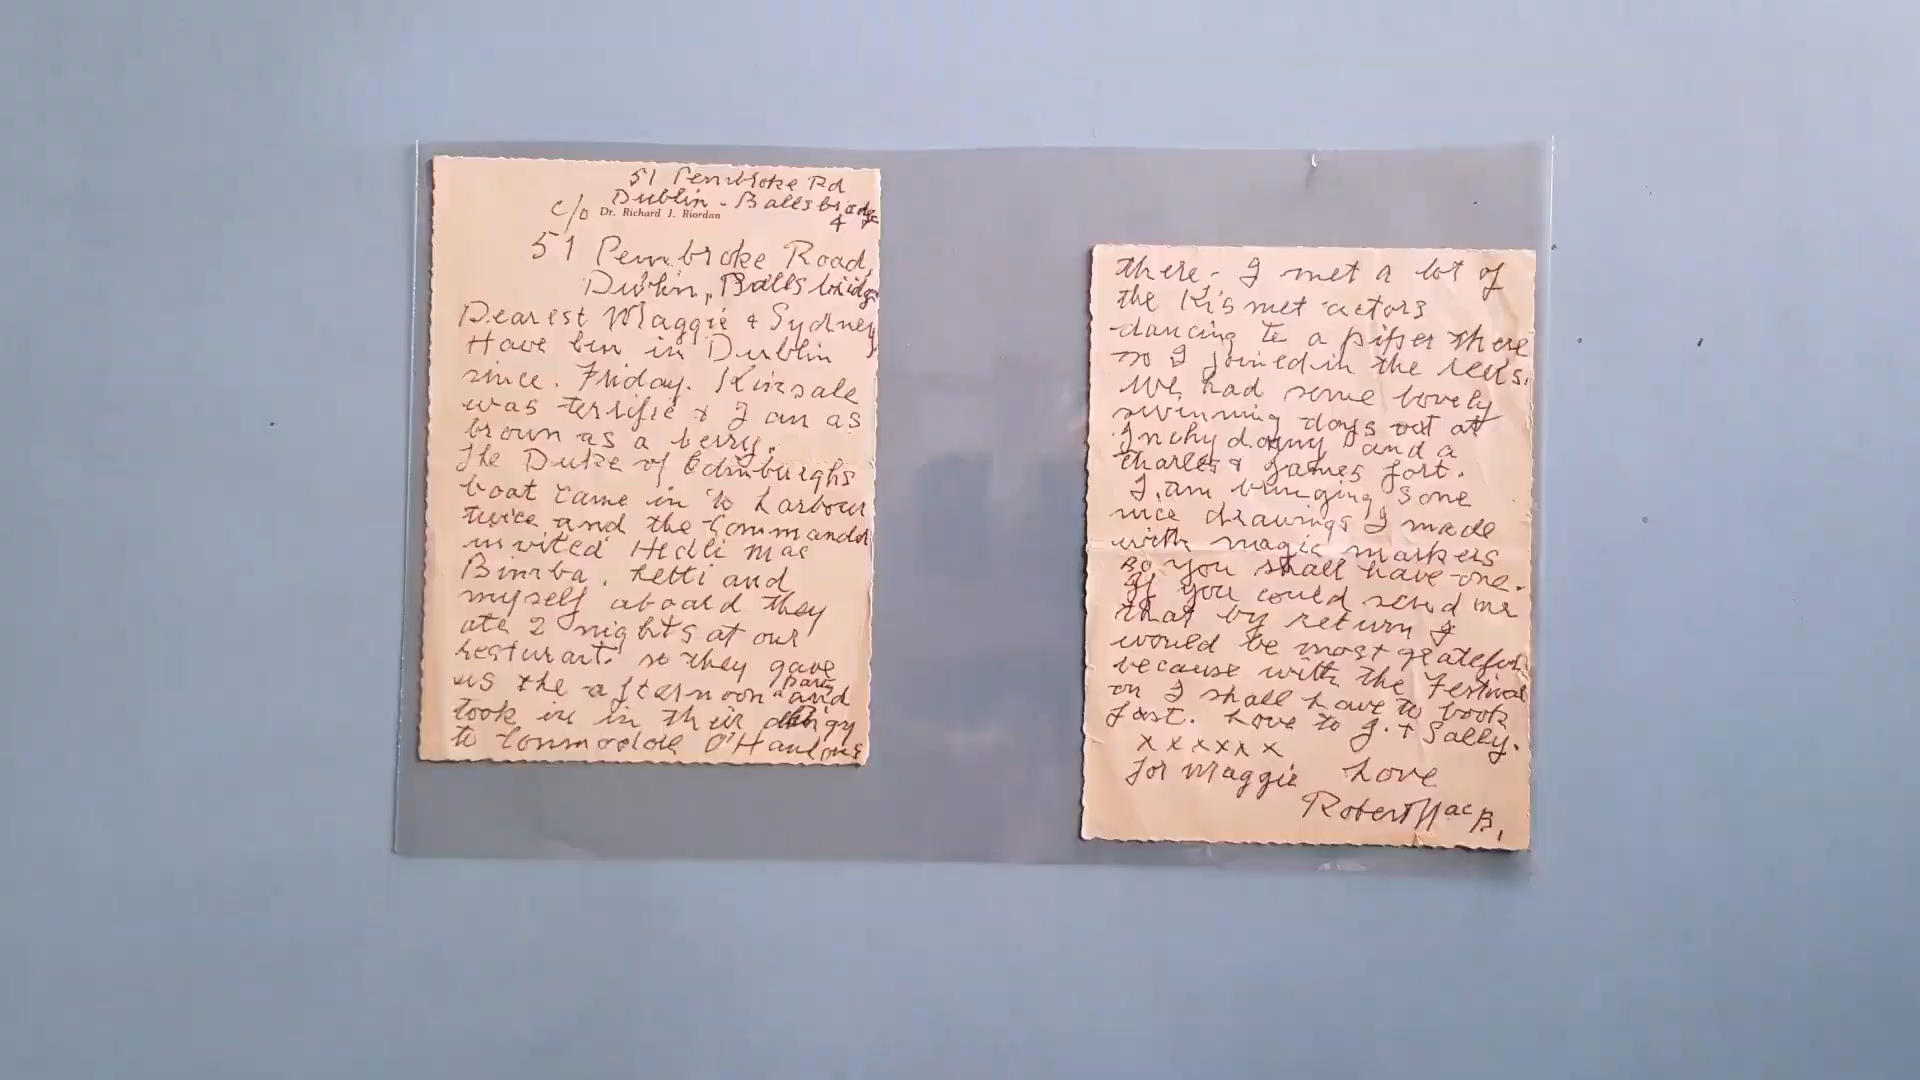 51 Pembroke Rd
Dublin - Ballsbridge
4
c/o Dr. Richard J. Riordan
51 Pembroke Road,
Dublin, Ballsbridge
Dearest Maggie & Sydney
Have ben in Dublin
since. Friday. Kinsale
was terrific & I am as
brown as a berry.
The Duke of Edinburghs
boat came in to harbour
twice and the Commander
invited Hedli Mac
Bimba. Letti and
myself aboard they
ate 2 nights at our
resturart. so they gave
us the afternoon party and
took us in their
to Commodore O'Hanlons
there. I met a lot of
the Kismet actors
dancing to a piper there
so I joined in the reels.
We had some lovely
swimming days out at
Inchydonny and a
Charles & James fort.
I am bringing some
nice drawings I made
with magic markers
so you shall have one.
If you could send me
that by return I
would be most grateful
because with the Festival
on I shall have to book
fast. Love to J. & Sally.
x x x x x x
for Maggie Love
Robert Mac B.